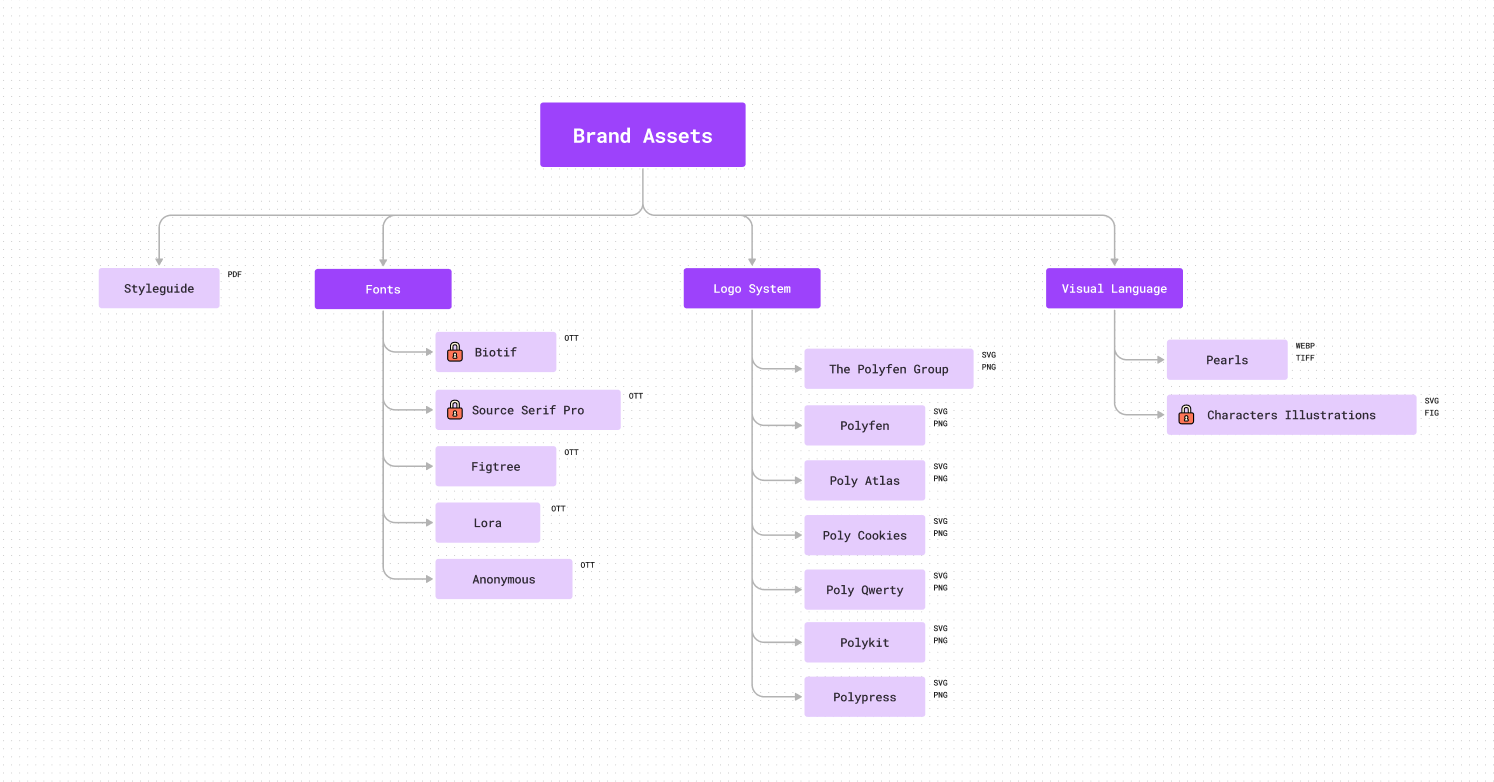 Brand Assets
Styleguide
PDF
Fonts
Biotif
OTT
Source Serif Pro
OTT
Figtree
OTT
Lora
OTT
Anonymous
OTT
Logo System
The Polyfen Group
SVG
PNG
Polyfen
SVG
PNG
Poly Atlas
SVG
PNG
Poly Cookies
SVG
PNG
Poly Qwerty
SVG
PNG
Polykit
SVG
PNG
Polypress
SVG
PNG
Visual Language
Pearls
WEBP
TIFF
Characters Illustrations
SVG
FIG